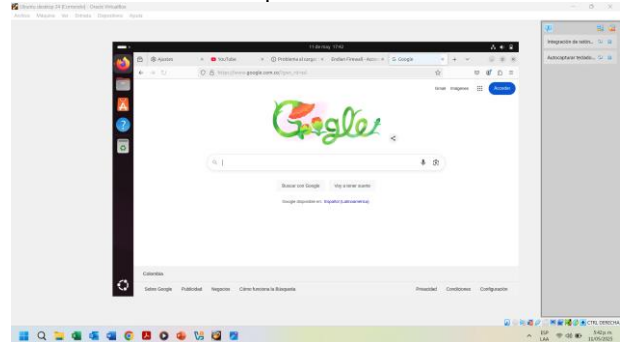 Ubuntu desktop 24 [Corriendo] - Oracle VirtualBox
Archivo Máquina Ver Entrada Dispositivos Ayuda
Integración de ratón...
Autocapturar teclado...
11 de may 17:42
Ajustes
YouTube
Problema al cargar
Endian Firewall -
Google
https://www.google.com.co/
Gmail Imágenes
Acceder
Google
Buscar con Google
Voy a tener suerte
Google disponible en: Español (Latinoamérica)
Colombia
Sobre Google Publicidad Negocios Cómo funciona la Búsqueda
Privacidad Condiciones Configuración
CTRL DERECHA
ESP
LAA
5:42 p. m.
11/05/2025